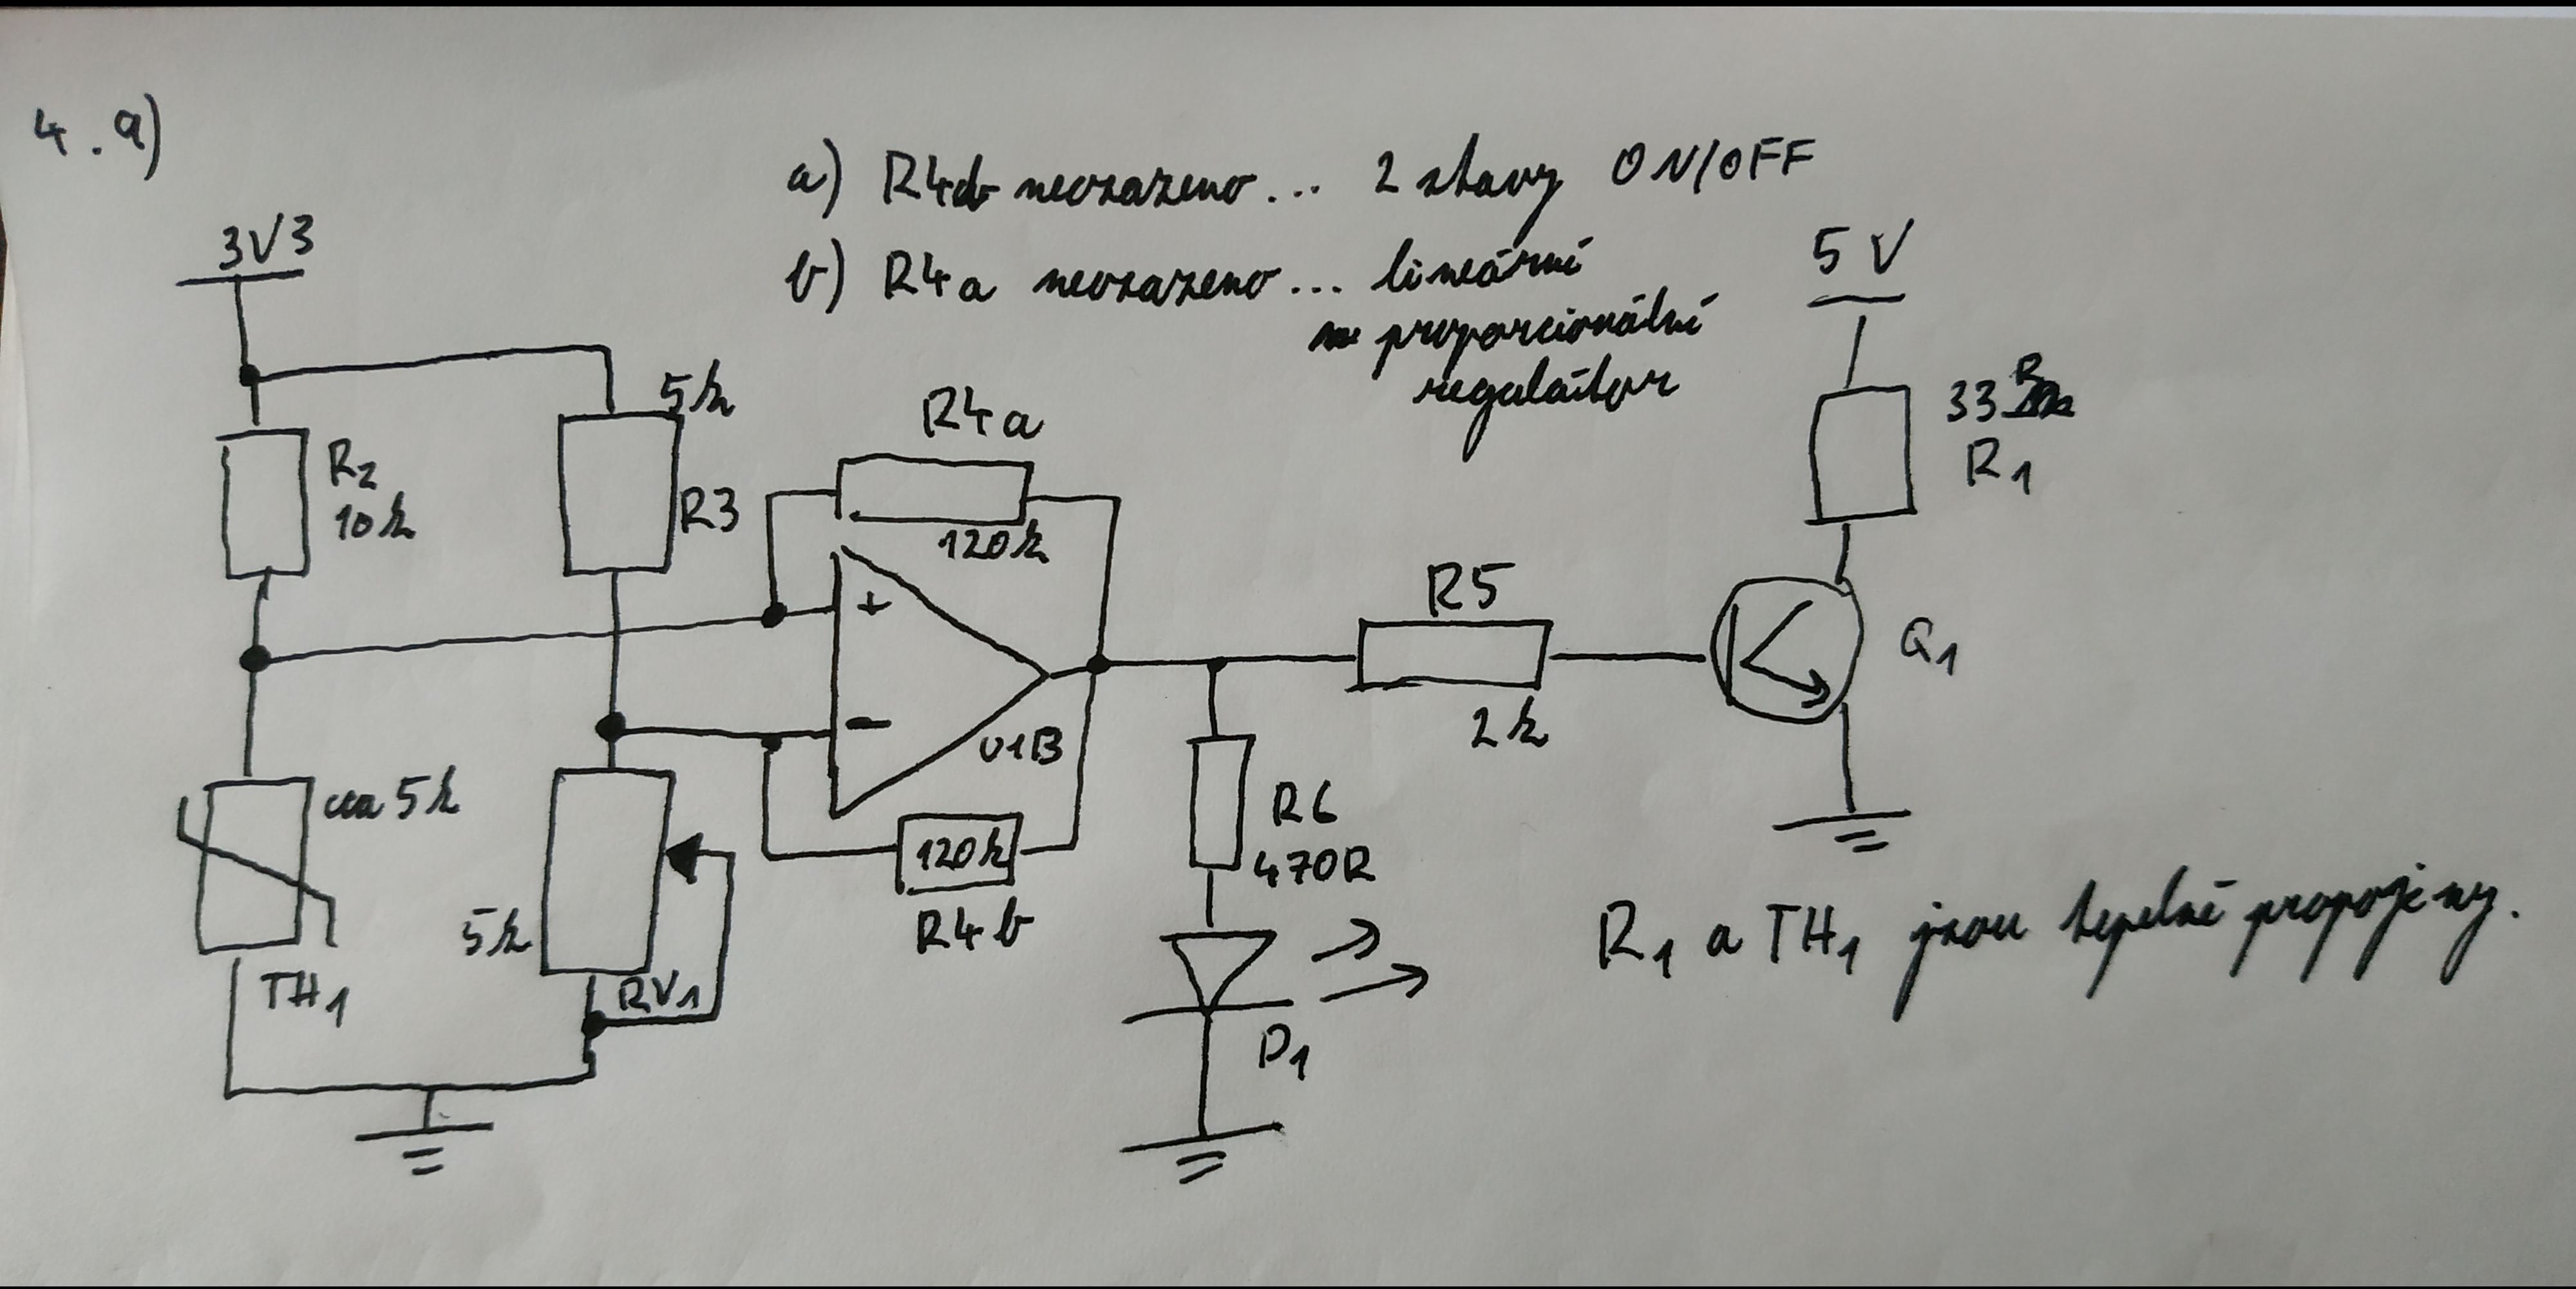 4. a)
a) R4b neosazeno... 2 stavy ON/OFF
b) R4a neosazeno... lineární
proporcionální
regulátor
3V3
5V
5k
R4a
33R
R1
R2
10k
R3
120k
+
R5
Q1
-
U1B
2k
cca 5k
R6
470R
120k
R4b
5k
RV1
TH1
D1
R1 a TH1 jsou tepelně propojeny.